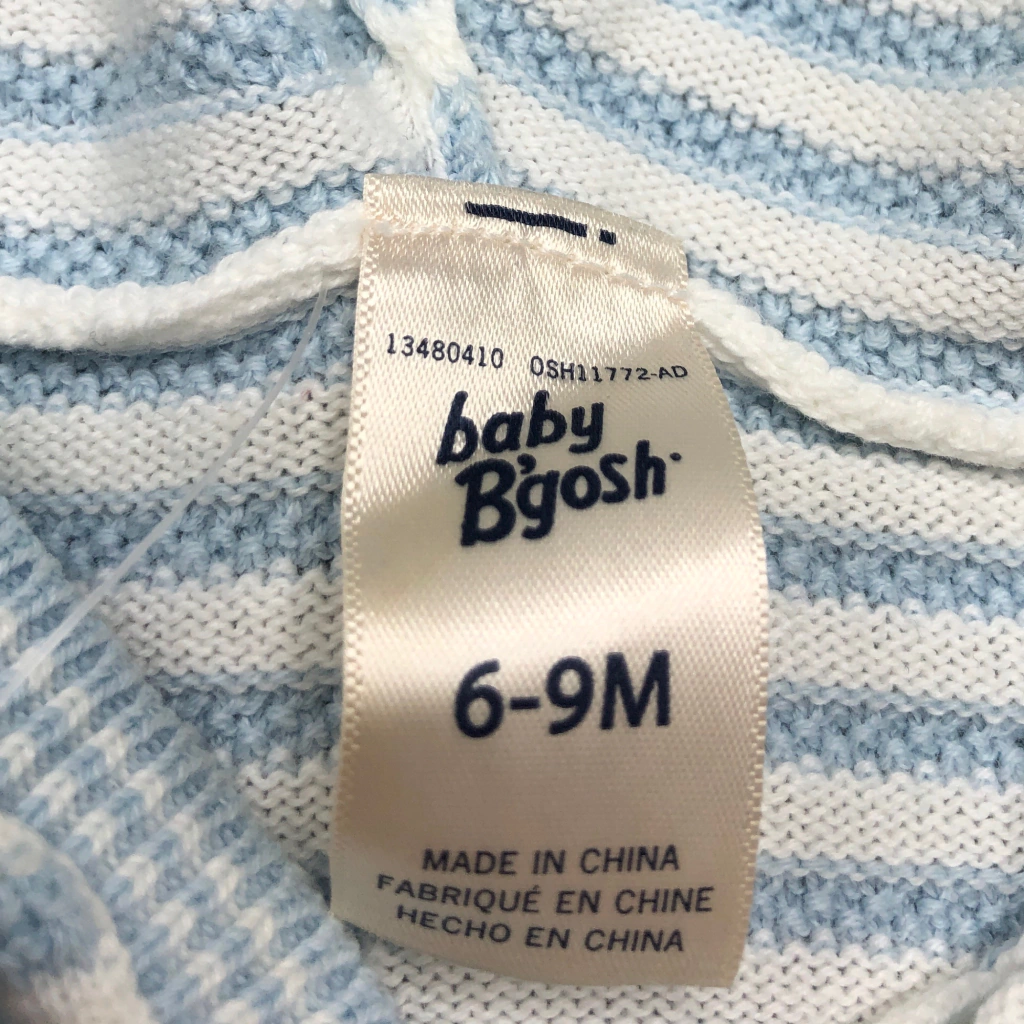 13480410 OSH11772-AD
baby
B'gosh
6-9M
MADE IN CHINA
FABRIQUÉ EN CHINE
HECHO EN CHINA